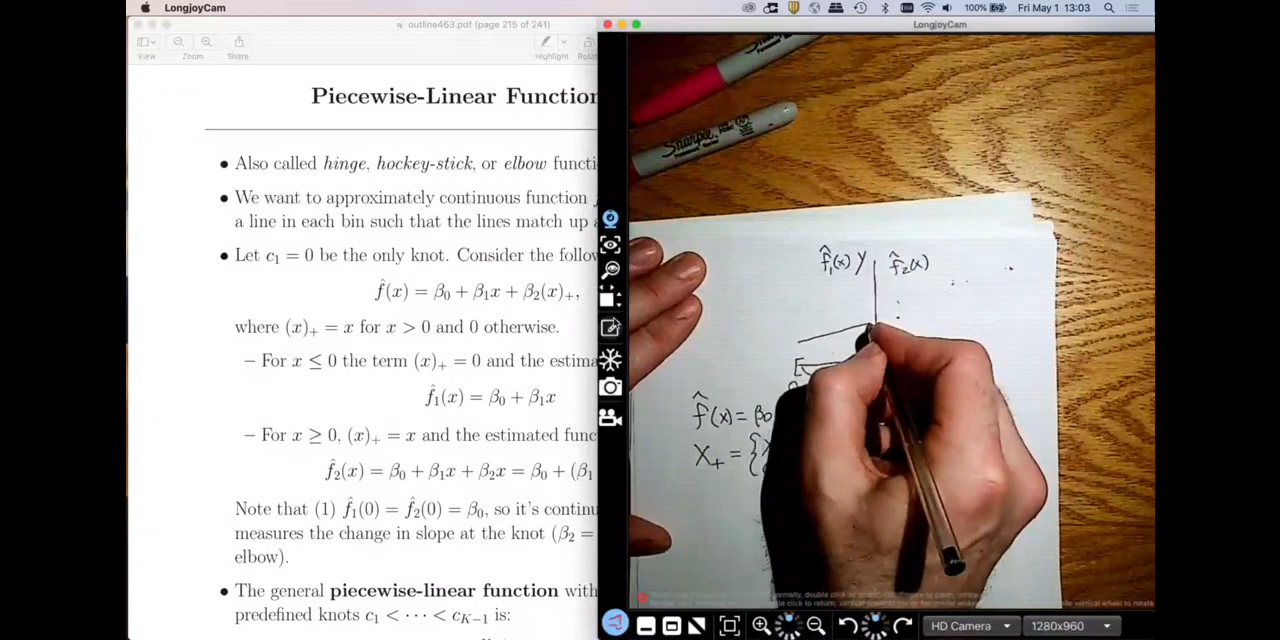 LongjoyCam
100%
Fri May 1 13:03
outline463.pdf (page 215 of 241)
View
Zoom
Share
Highlight
Rotat
Piecewise-Linear Function
• Also called hinge, hockey-stick, or elbow functi
• We want to approximately continuous function
a line in each bin such that the lines match up a
• Let c₁ = 0 be the only knot. Consider the follow
f̂(x) = β₀ + β₁x + β₂(x)₊,
where (x)₊ = x for x > 0 and 0 otherwise.
– For x ≤ 0 the term (x)₊ = 0 and the estima
f̂₁(x) = β₀ + β₁x
– For x ≥ 0, (x)₊ = x and the estimated func
f̂₂(x) = β₀ + β₁x + β₂x = β₀ + (β₁
Note that (1) f̂₁(0) = f̂₂(0) = β₀, so it's continu
measures the change in slope at the knot (β₂ =
elbow).
• The general piecewise-linear function with
predefined knots c₁ < ⋯ < c_{K−1} is:
LongjoyCam
Sharpie
Sharpie
f̂₁(x) y f̂₂(x)
f̂(x) = β₀
X₊ = {
HD Camera
1280x960